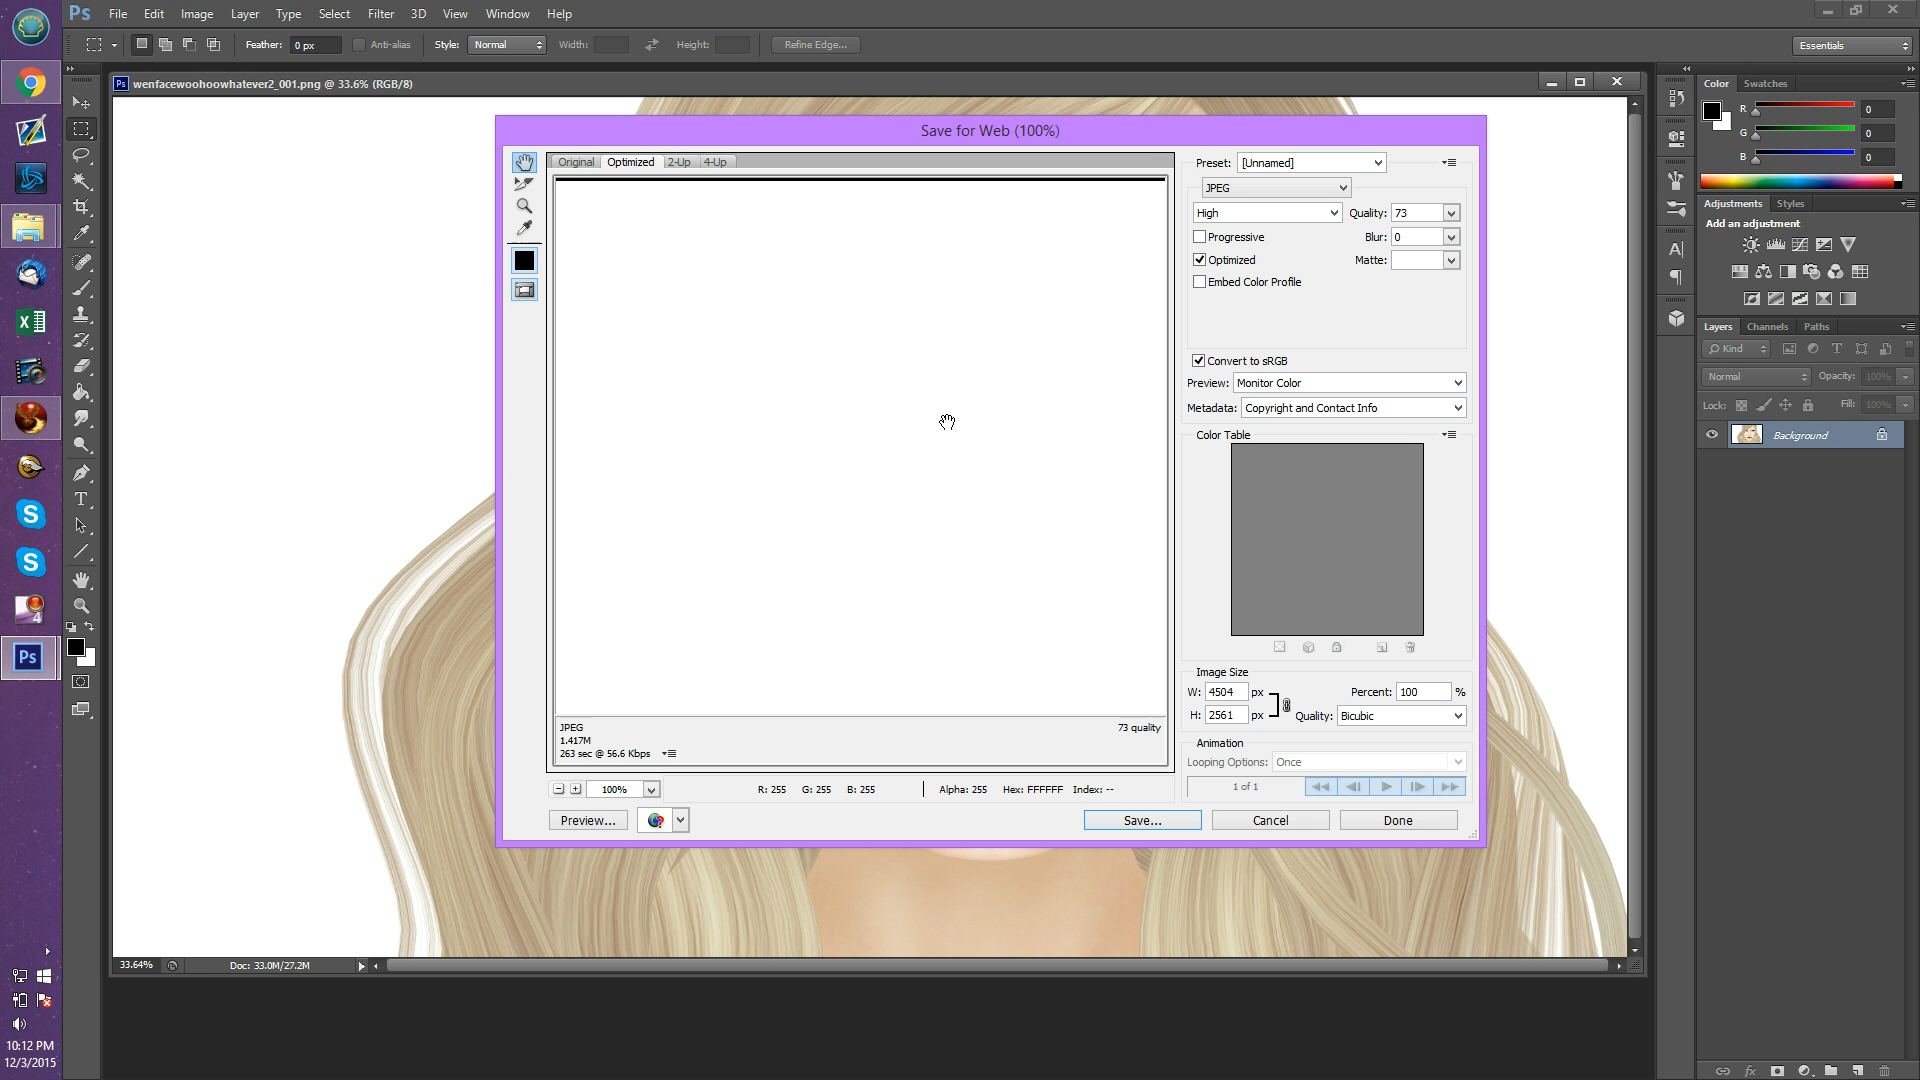 Ps File Edit Image Layer Type Select Filter 3D View Window Help
Feather: 0 px Anti-alias Style: Normal Width: Height: Refine Edge... Essentials
Ps wenfacewoohoowhatever2_001.png @ 33.6% (RGB/8)
Color Swatches
R 0
G 0
B 0
Adjustments Styles
Add an adjustment
Layers Channels Paths
Kind
Normal Opacity: 100%
Lock: Fill: 100%
Background
Save for Web (100%)
Original Optimized 2-Up 4-Up
Preset: [Unnamed]
JPEG
High Quality: 73
Progressive Blur: 0
Optimized Matte:
Embed Color Profile
Convert to sRGB
Preview: Monitor Color
Metadata: Copyright and Contact Info
Color Table
Image Size
W: 4504 px Percent: 100 %
H: 2561 px Quality: Bicubic
Animation
Looping Options: Once
1 of 1
JPEG 73 quality
1.417M
263 sec @ 56.6 Kbps
100% R: 255 G: 255 B: 255 Alpha: 255 Hex: FFFFFF Index: --
Preview... Save... Cancel Done
33.64% Doc: 33.0M/27.2M
X
S
S
4
Ps
10:12 PM
12/3/2015